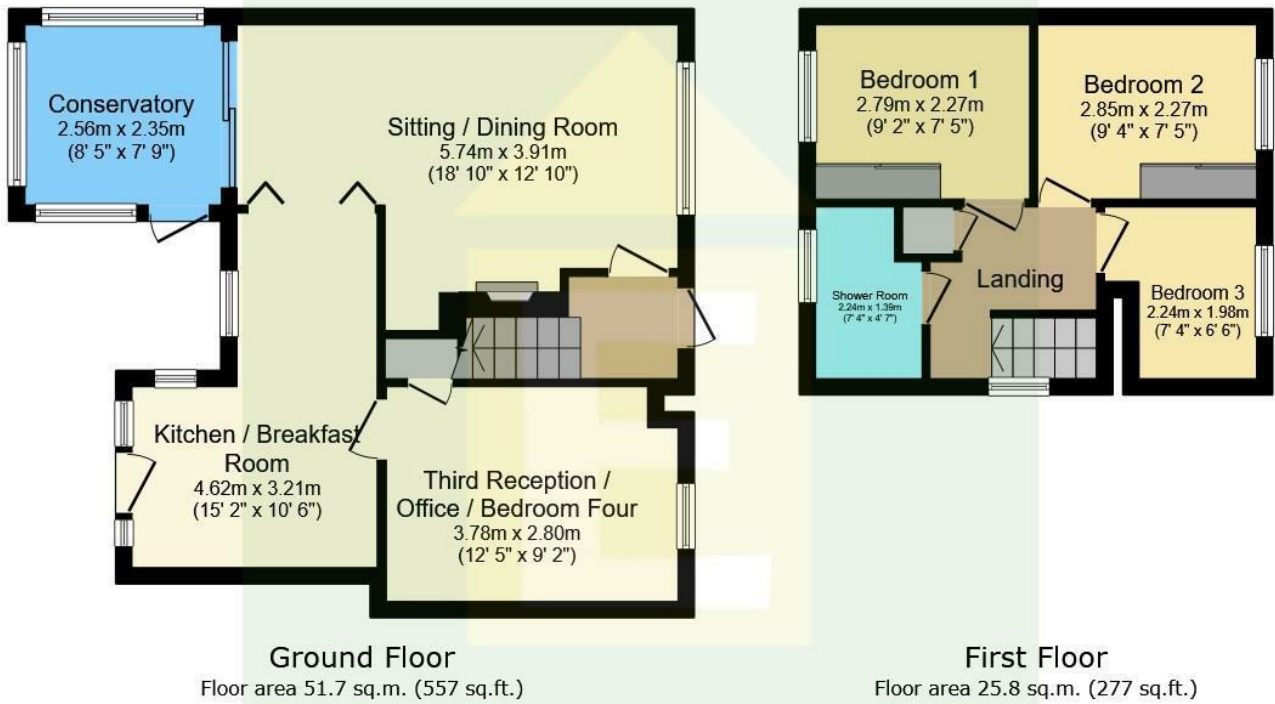 Conservatory
2.56m x 2.35m
(8' 5" x 7' 9")
Sitting / Dining Room
5.74m x 3.91m
(18' 10" x 12' 10")
Kitchen / Breakfast
Room
4.62m x 3.21m
(15' 2" x 10' 6")
Third Reception /
Office / Bedroom Four
3.78m x 2.80m
(12' 5" x 9' 2")
Ground Floor
Floor area 51.7 sq.m. (557 sq.ft.)
Bedroom 1
2.79m x 2.27m
(9' 2" x 7' 5")
Bedroom 2
2.85m x 2.27m
(9' 4" x 7' 5")
Landing
Shower Room
2.24m x 1.39m
(7' 4" x 4' 7")
Bedroom 3
2.24m x 1.98m
(7' 4" x 6' 6")
First Floor
Floor area 25.8 sq.m. (277 sq.ft.)